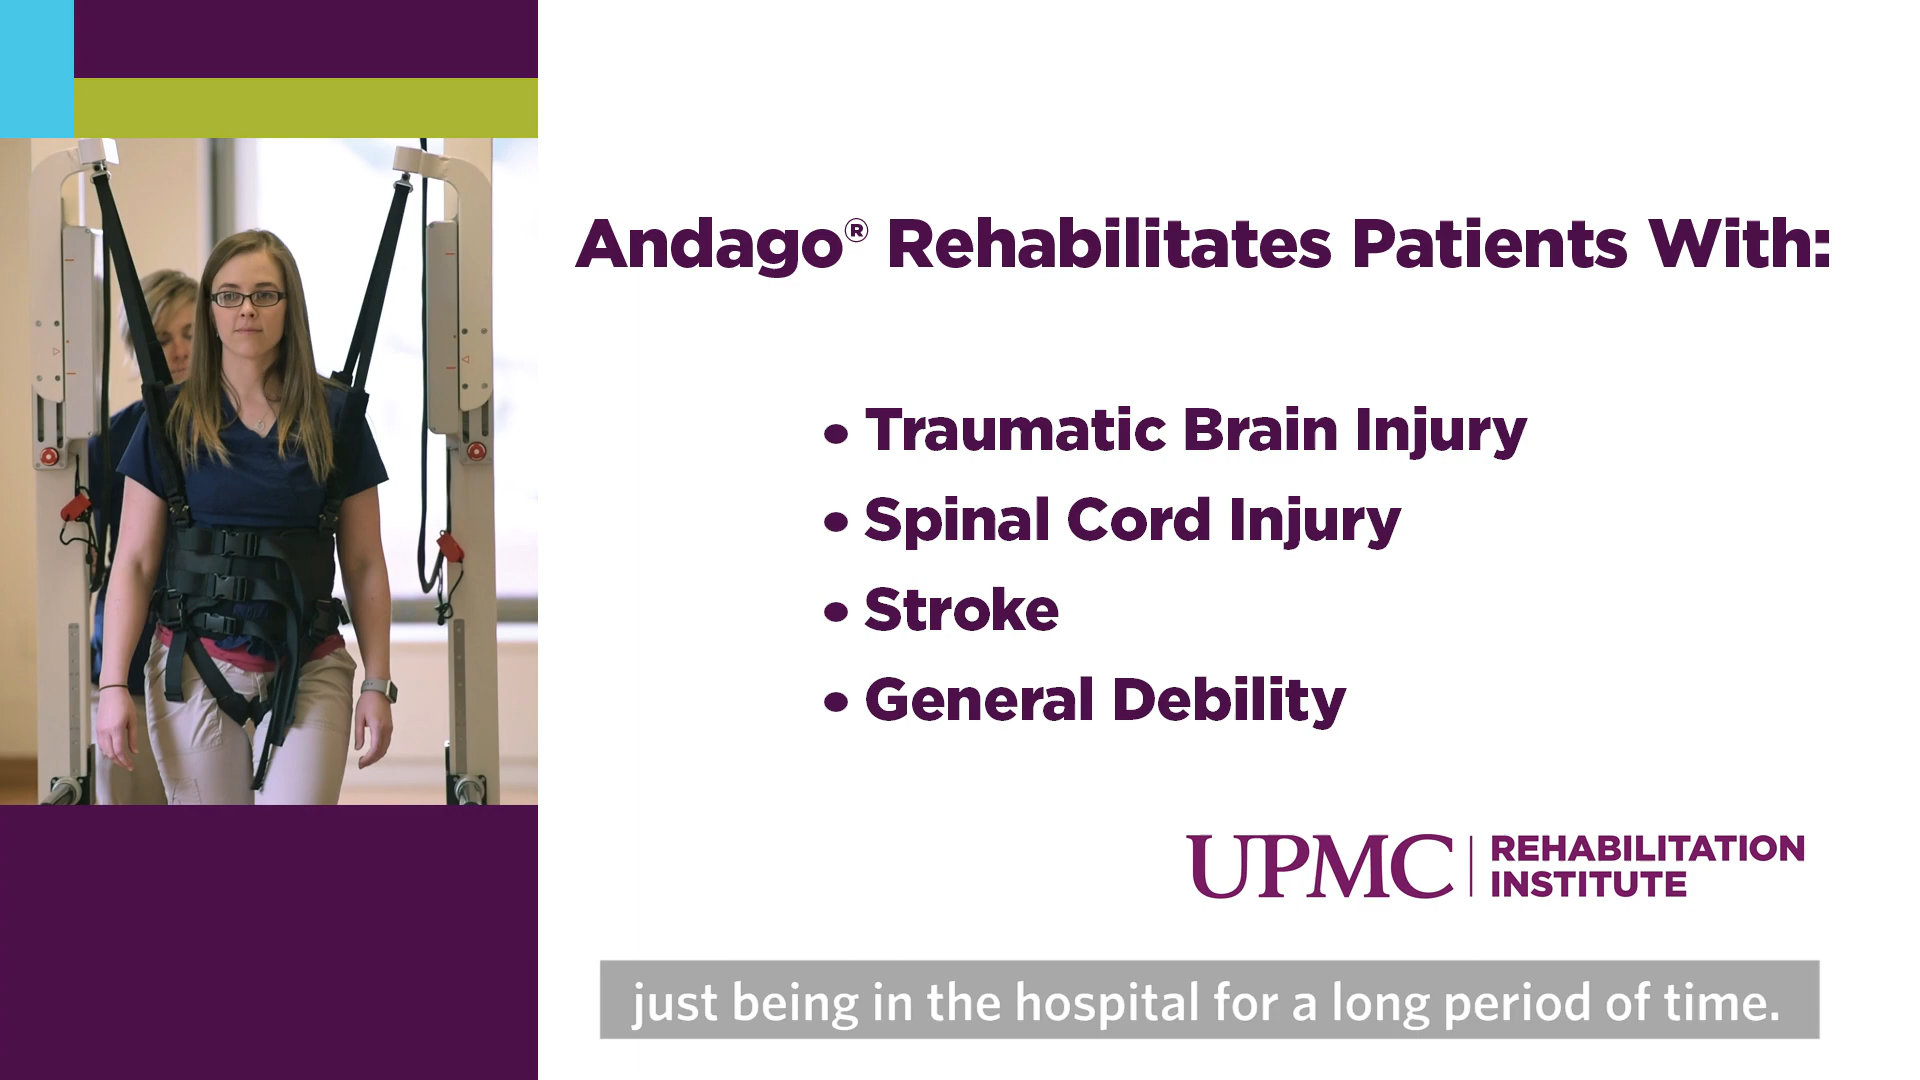 Andago® Rehabilitates Patients With:
• Traumatic Brain Injury
• Spinal Cord Injury
• Stroke
• General Debility
UPMC | REHABILITATION
INSTITUTE
just being in the hospital for a long period of time.